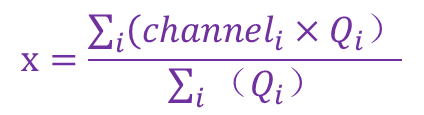 x = ∑ᵢ(channelᵢ × Qᵢ） / ∑ᵢ （Qᵢ）